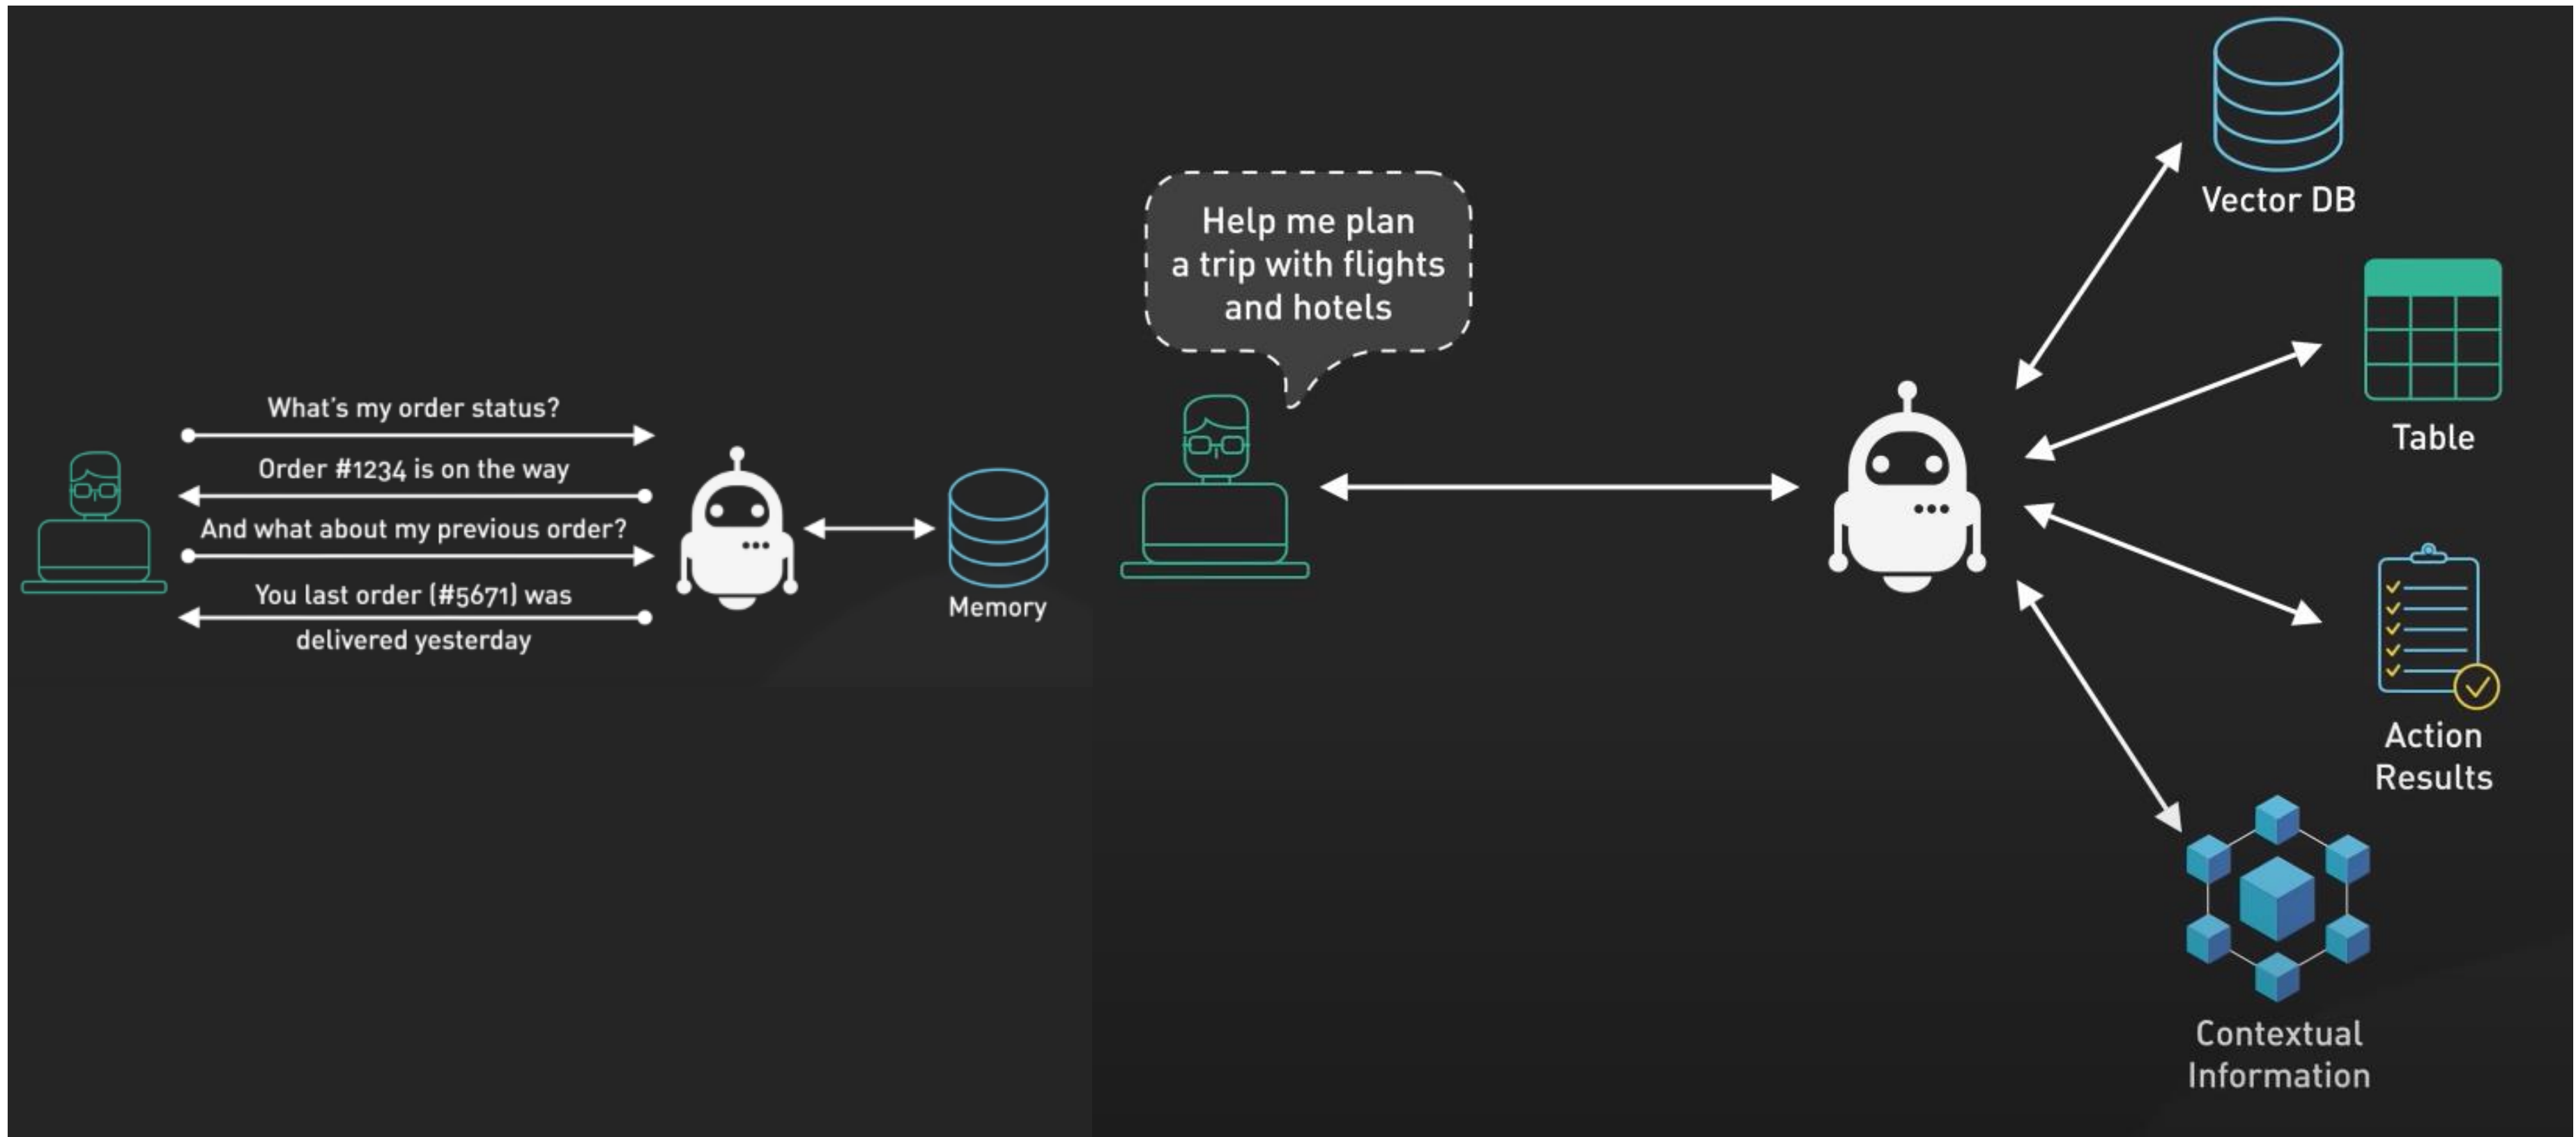 What's my order status?
Order #1234 is on the way
And what about my previous order?
You last order (#5671) was
delivered yesterday
Memory
Help me plan
a trip with flights
and hotels
Vector DB
Table
Action
Results
Contextual
Information